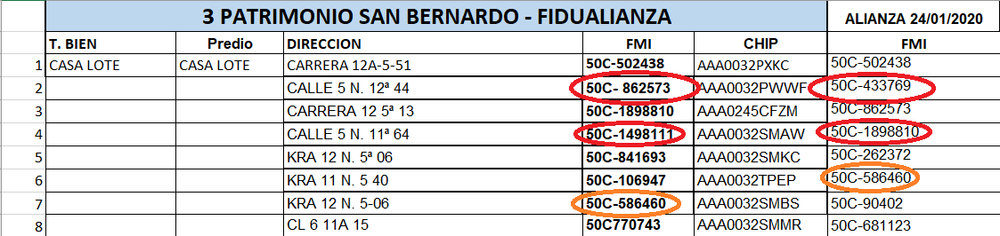 3 PATRIMONIO SAN BERNARDO - FIDUALIANZA ALIANZA 24/01/2020
T. BIEN Predio DIRECCION FMI CHIP FMI
1 CASA LOTE CASA LOTE CARRERA 12A-5-51 50C-502438 AAA0032PXKC 50C-502438
2 CALLE 5 N. 12ª 44 50C- 862573 AAA0032PWWF 50C-433769
3 CARRERA 12 5ª 13 50C-1898810 AAA0245CFZM 50C-862573
4 CALLE 5 N. 11ª 64 50C-1498111 AAA0032SMAW 50C-1898810
5 KRA 12 N. 5ª 06 50C-841693 AAA0032SMKC 50C-262372
6 KRA 11 N. 5 40 50C-106947 AAA0032TPEP 50C-586460
7 KRA 12 N. 5-06 50C-586460 AAA0032SMBS 50C-90402
8 CL 6 11A 15 50C770743 AAA0032SMMR 50C-681123